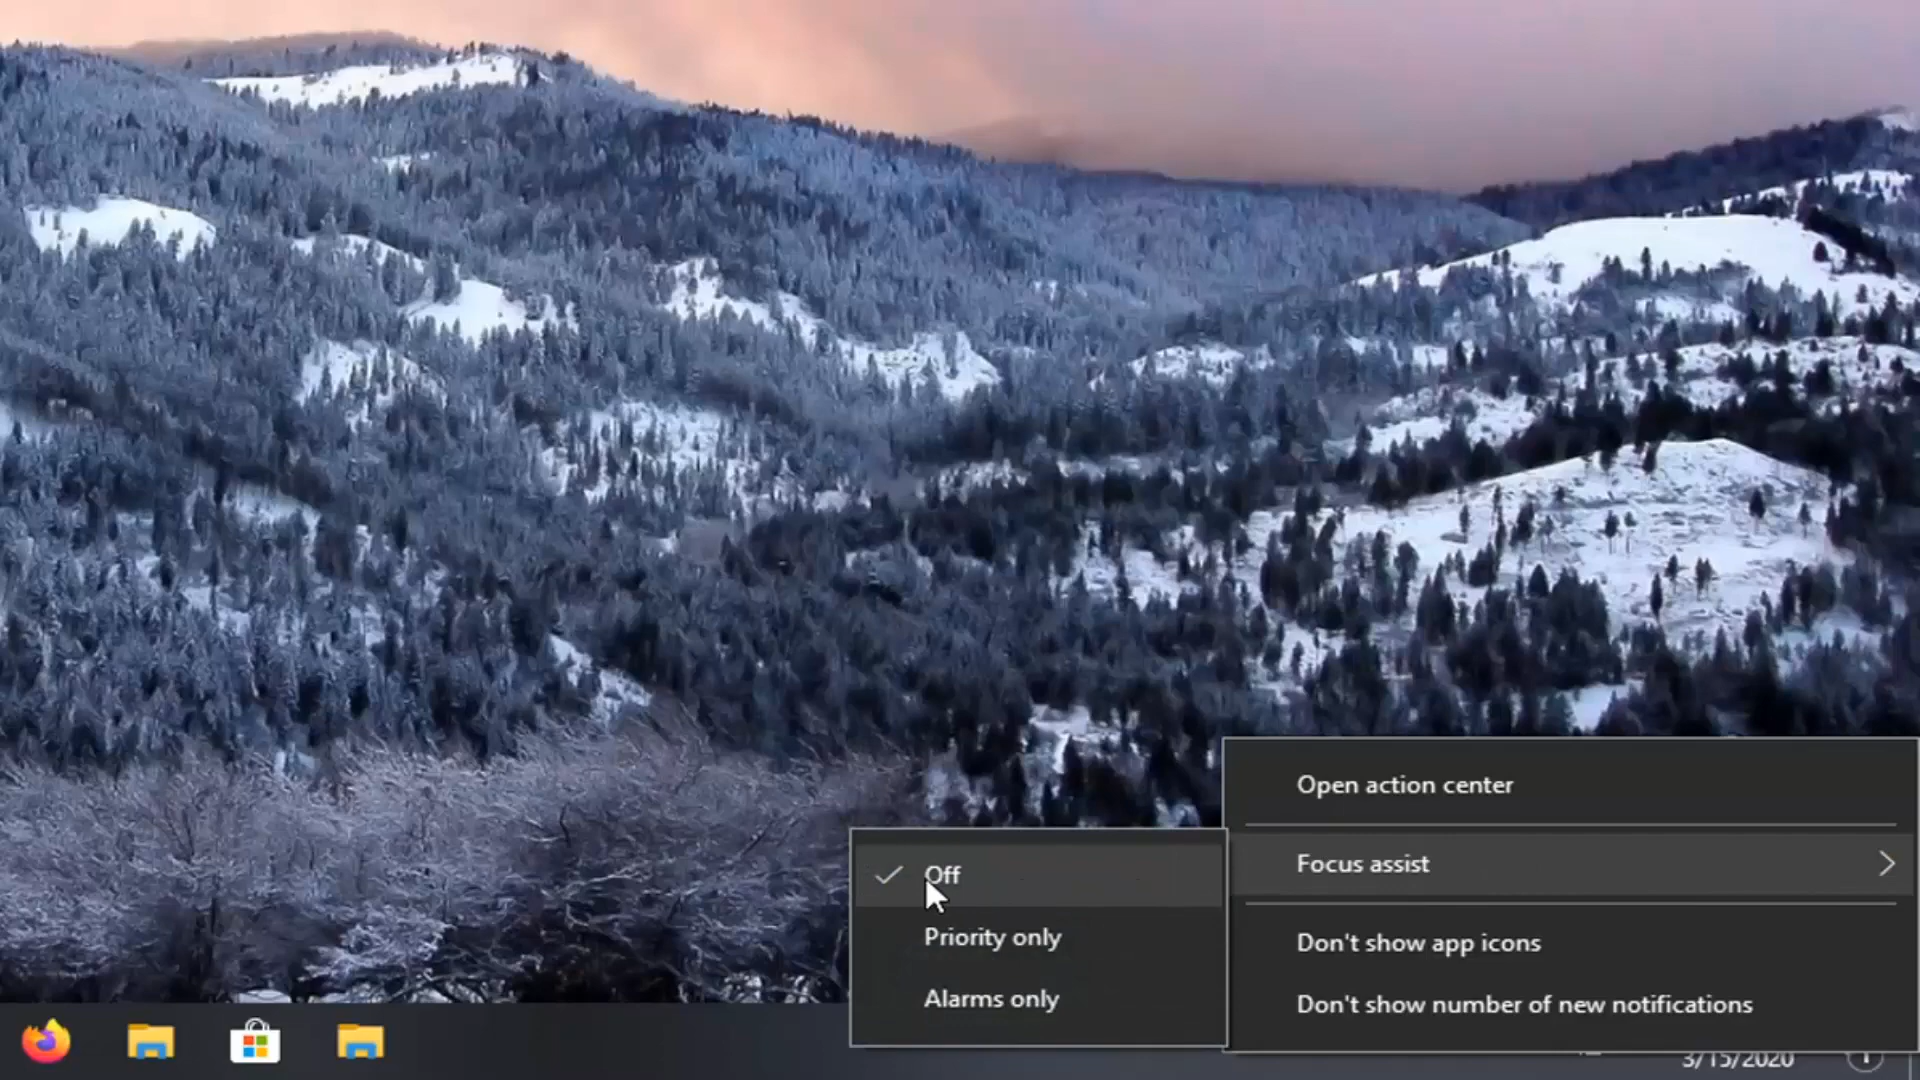 Open action center
Focus assist
Off
Priority only
Alarms only
Don't show app icons
Don't show number of new notifications
3/15/2020